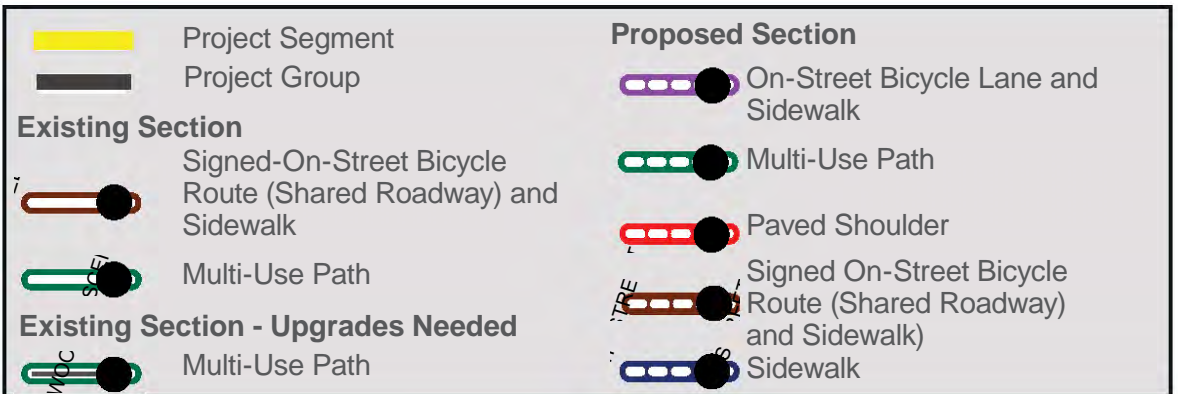 Project Segment
Project Group
Existing Section
Signed-On-Street Bicycle
Route (Shared Roadway) and
Sidewalk
Multi-Use Path
Existing Section - Upgrades Needed
Multi-Use Path
Proposed Section
On-Street Bicycle Lane and
Sidewalk
Multi-Use Path
Paved Shoulder
Signed On-Street Bicycle
Route (Shared Roadway)
and Sidewalk)
Sidewalk
STRE
WOC